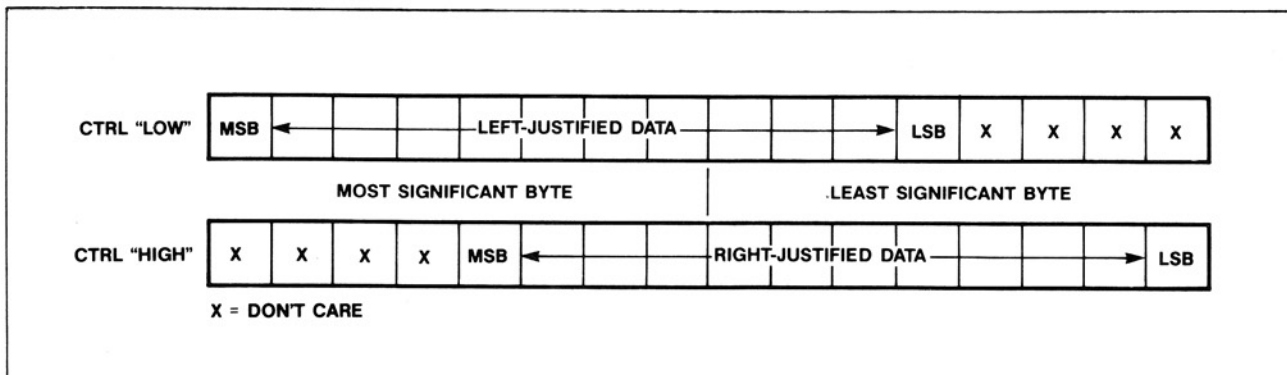 CTRL "LOW" MSB LEFT-JUSTIFIED DATA LSB X X X X
MOST SIGNIFICANT BYTE LEAST SIGNIFICANT BYTE
CTRL "HIGH" X X X X MSB RIGHT-JUSTIFIED DATA LSB
X = DON'T CARE